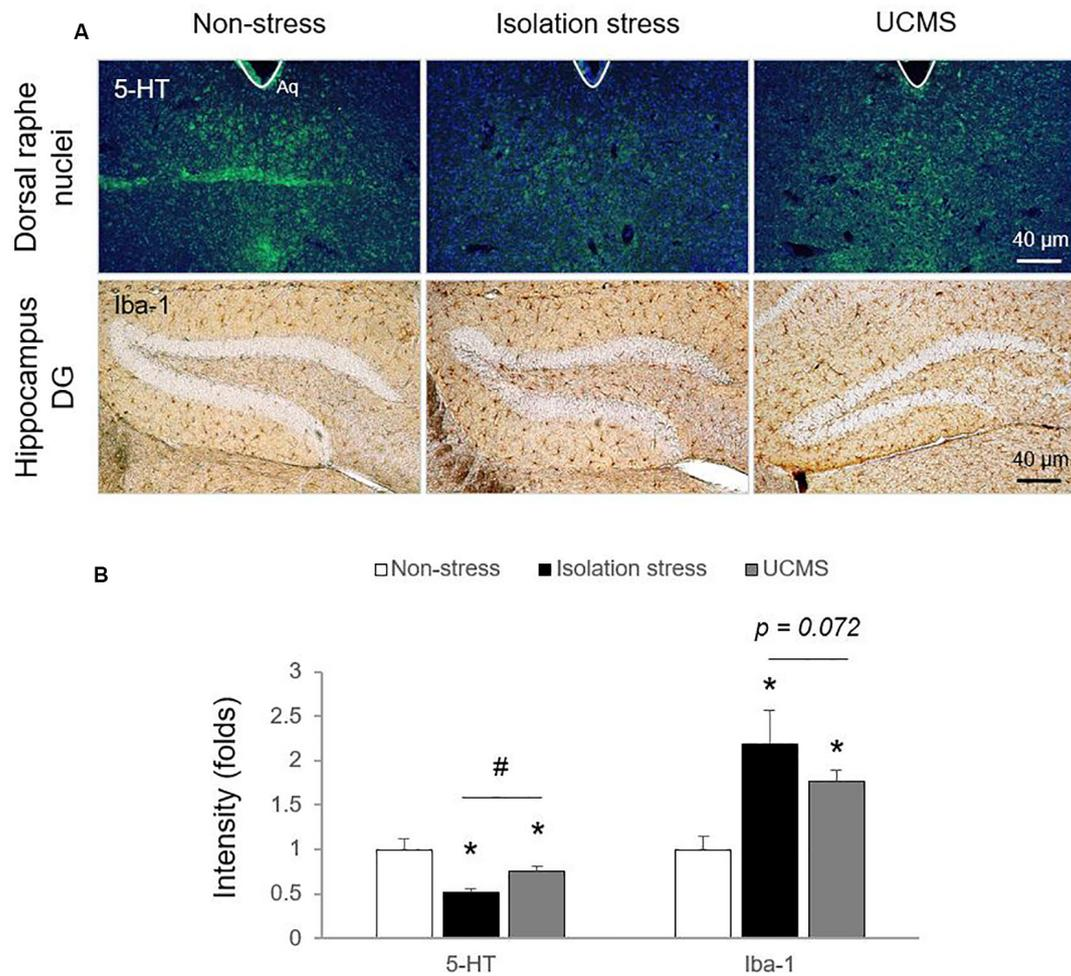 A
Non-stress Isolation stress UCMS
Dorsal raphe
nuclei
5-HT
Aq
40 µm
Hippocampus
DG
Iba-1
40 µm
B
Non-stress Isolation stress UCMS
p = 0.072
Intensity (folds)
3
2.5
2
1.5
1
0.5
0
#
* *
* *
5-HT Iba-1